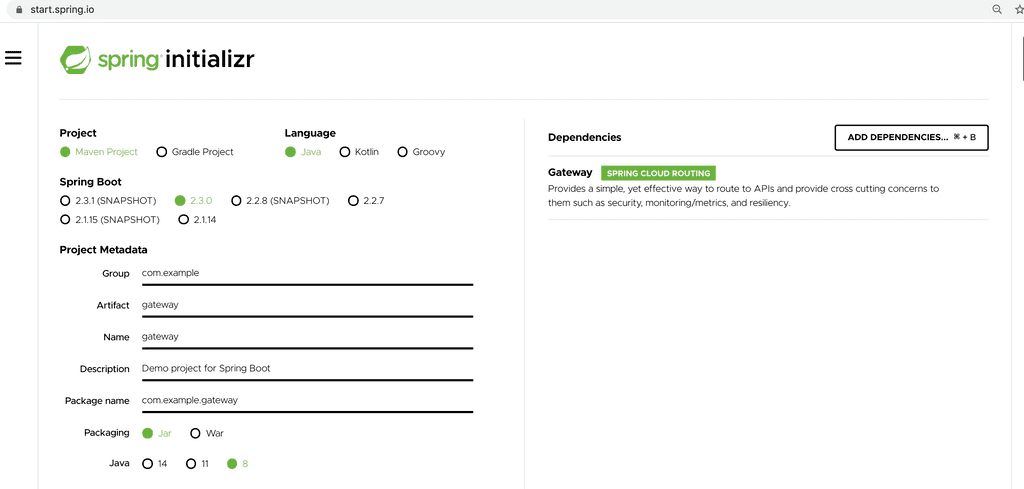 start.spring.io
spring initializr
Project
Maven Project Gradle Project
Language
Java Kotlin Groovy
Spring Boot
2.3.1 (SNAPSHOT) 2.3.0 2.2.8 (SNAPSHOT) 2.2.7
2.1.15 (SNAPSHOT) 2.1.14
Project Metadata
Group com.example
Artifact gateway
Name gateway
Description Demo project for Spring Boot
Package name com.example.gateway
Packaging Jar War
Java 14 11 8
Dependencies
ADD DEPENDENCIES... ⌘ + B
Gateway SPRING CLOUD ROUTING
Provides a simple, yet effective way to route to APIs and provide cross cutting concerns to
them such as security, monitoring/metrics, and resiliency.